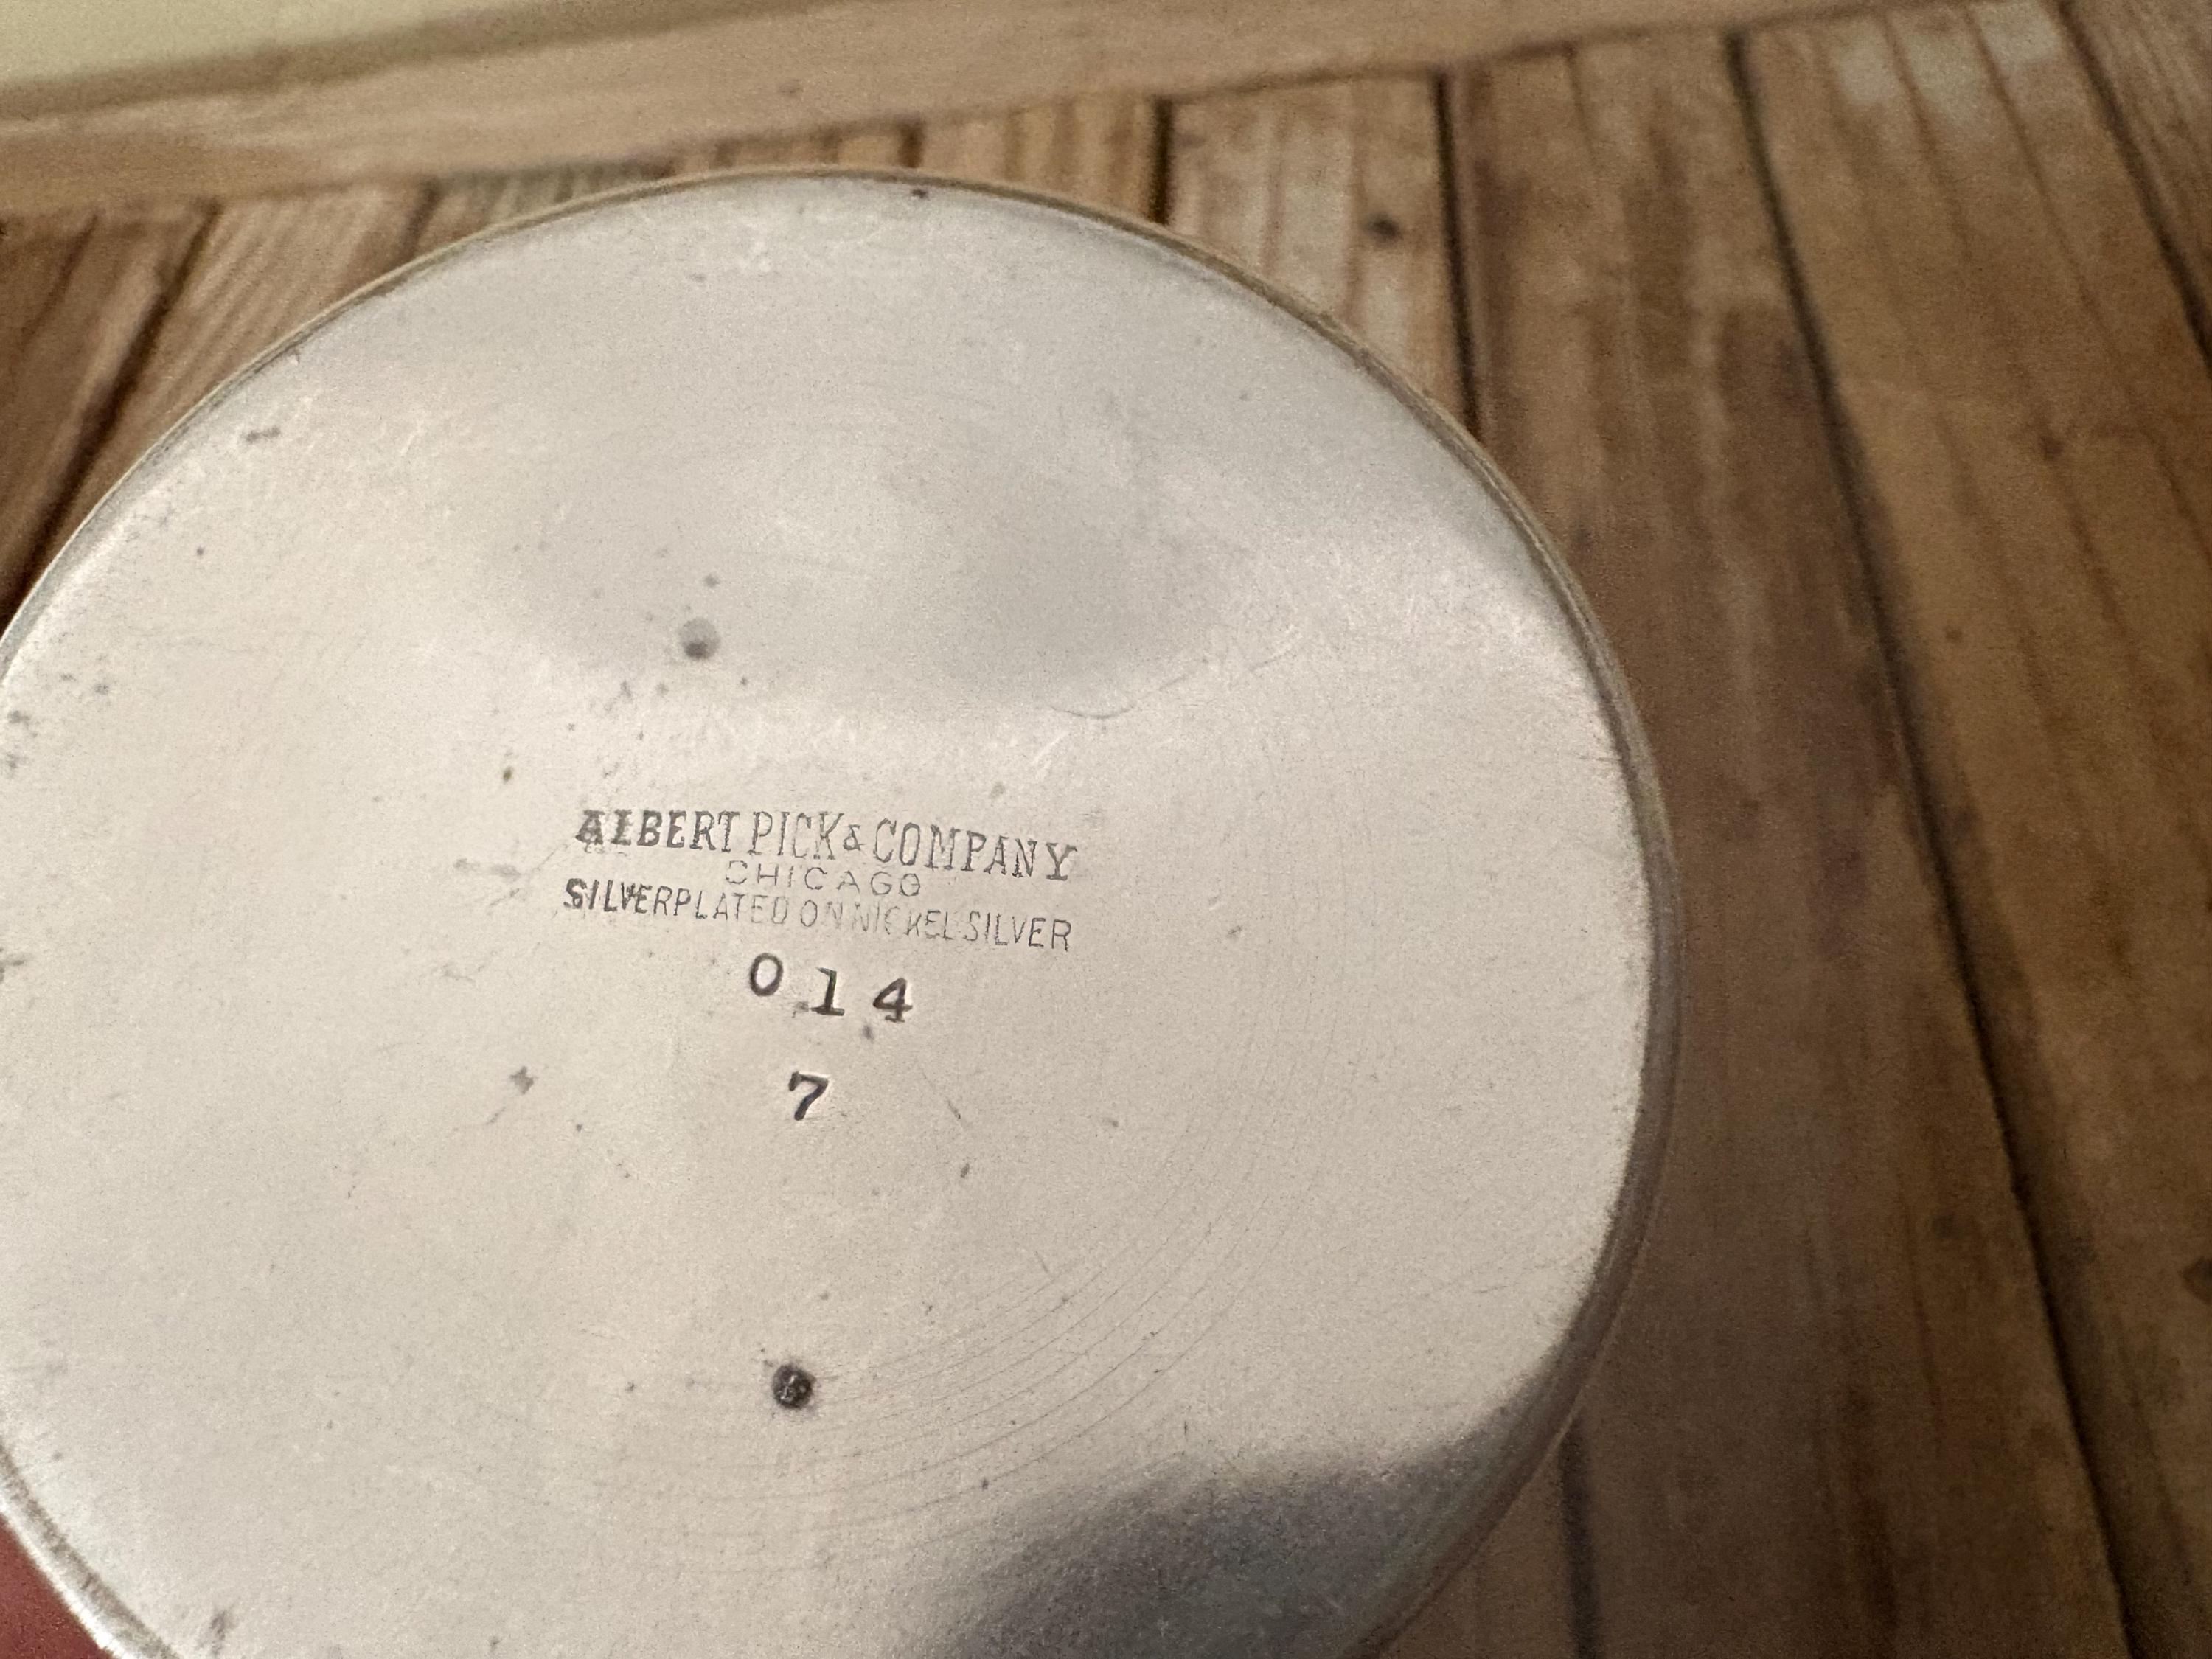 ALBERT PICK & COMPANY
CHICAGO
SILVERPLATED ON NICKEL SILVER
014
7